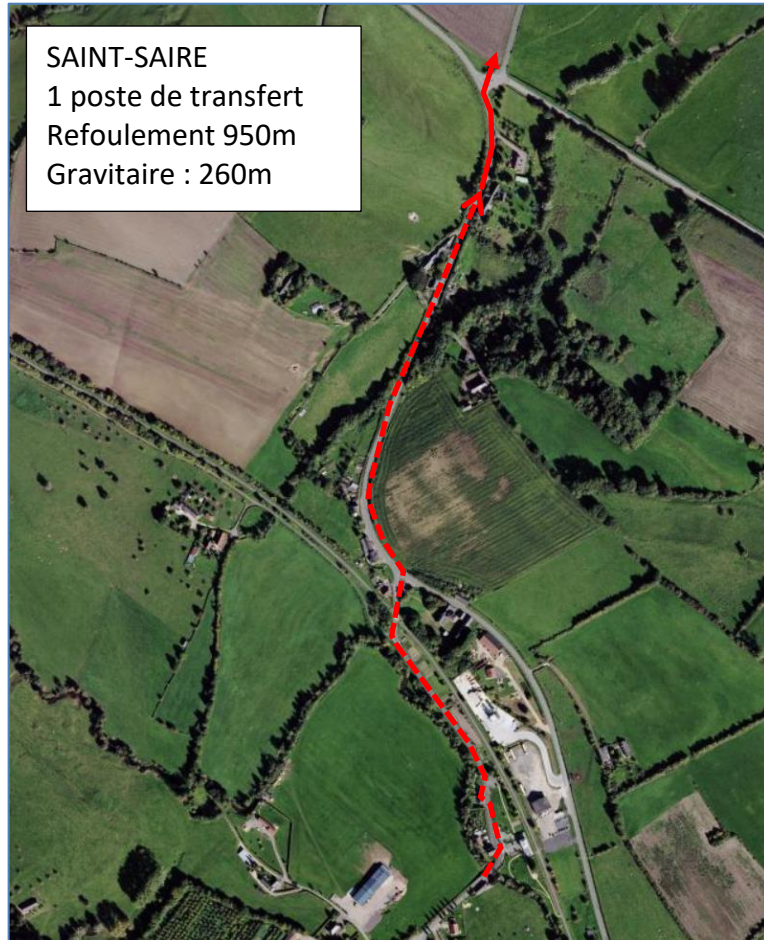 SAINT-SAIRE
1 poste de transfert
Refoulement 950m
Gravitaire : 260m